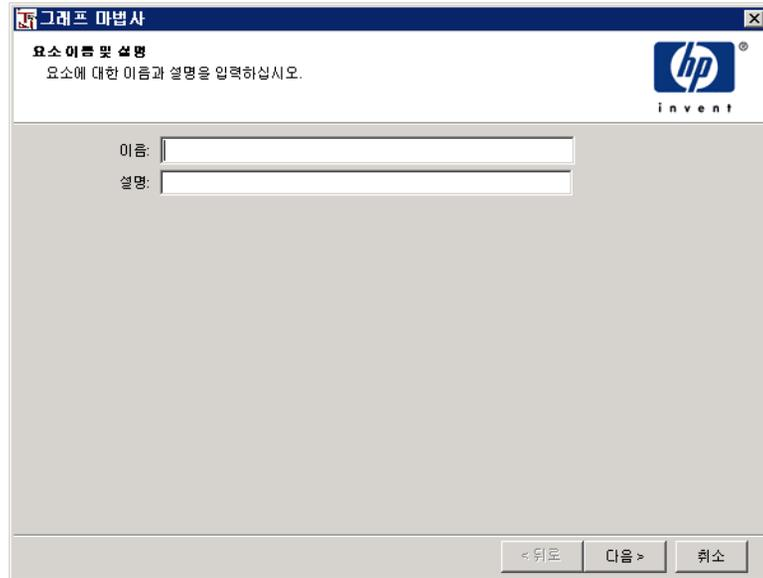 그래프 마법사
요소 이름 및 설명
요소에 대한 이름과 설명을 입력하십시오.
hp
®
invent
이름:
설명:
< 뒤로
다음 >
취소